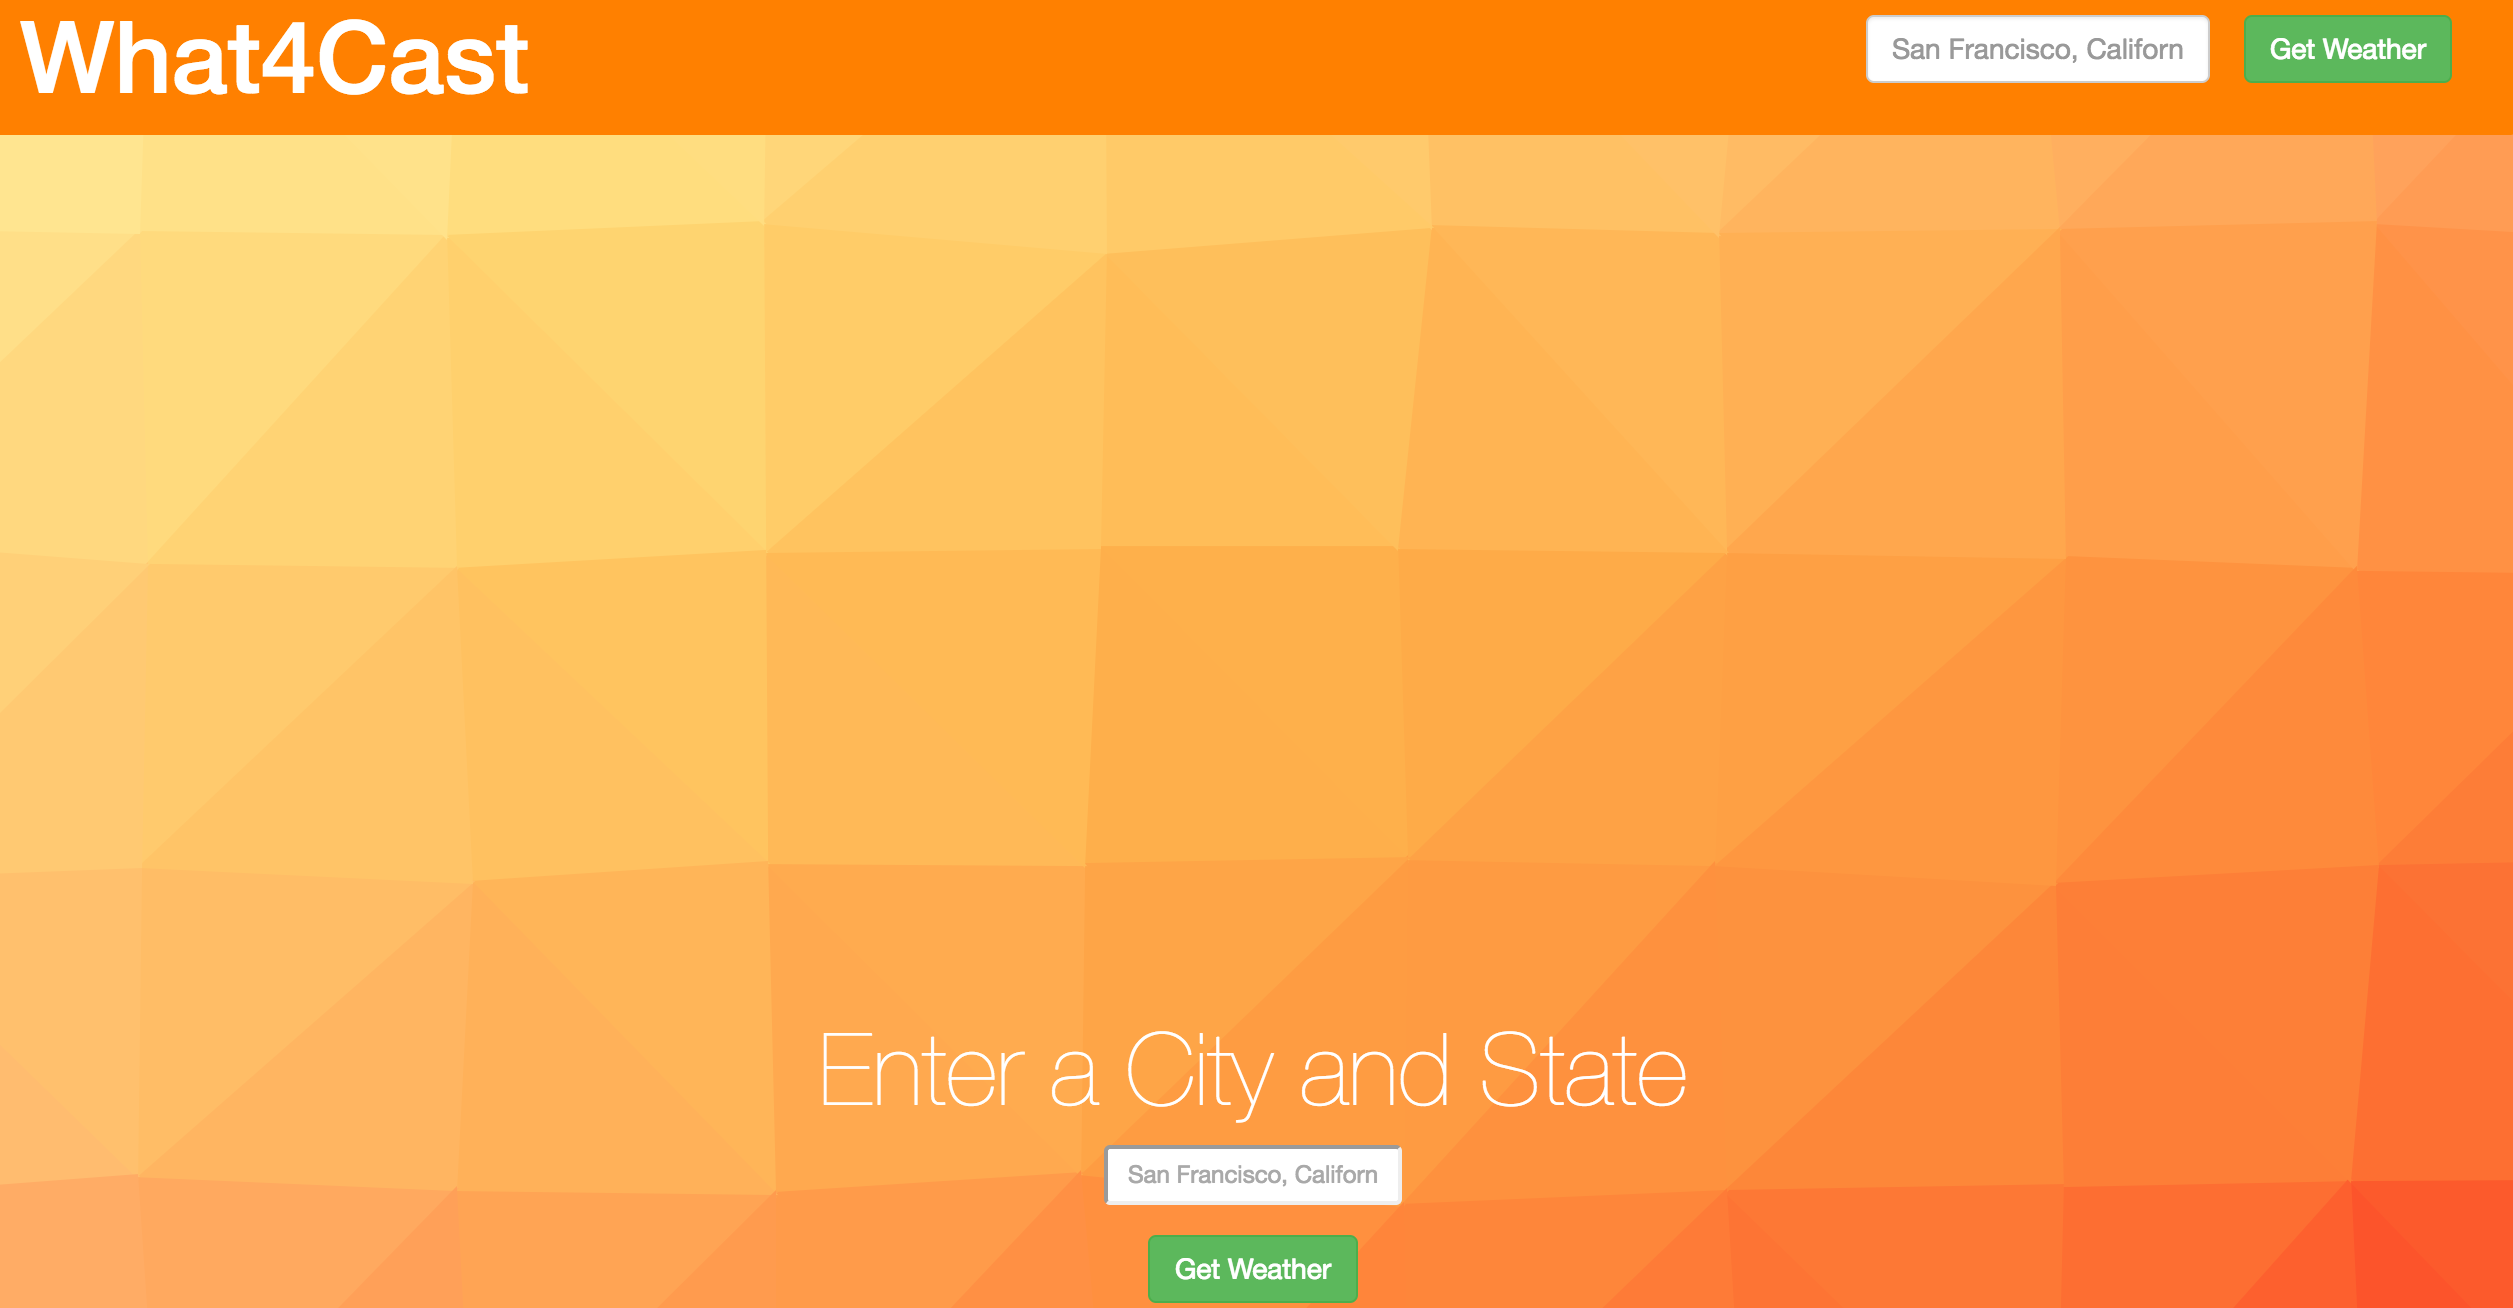 What4Cast
San Francisco, Californ
Get Weather
Enter a City and State
San Francisco, Californ
Get Weather